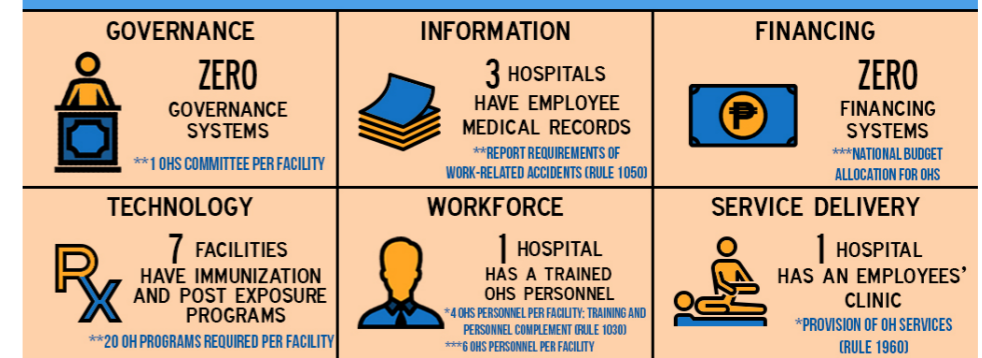 GOVERNANCE
ZERO
GOVERNANCE
SYSTEMS
**1 OHS COMMITTEE PER FACILITY
INFORMATION
3 HOSPITALS
HAVE EMPLOYEE
MEDICAL RECORDS
**REPORT REQUIREMENTS OF
WORK-RELATED ACCIDENTS (RULE 1050)
FINANCING
₱
ZERO
FINANCING
SYSTEMS
***NATIONAL BUDGET
ALLOCATION FOR OHS
TECHNOLOGY
Rx
7 FACILITIES
HAVE IMMUNIZATION
AND POST EXPOSURE
PROGRAMS
**20 OH PROGRAMS REQUIRED PER FACILITY
WORKFORCE
1 HOSPITAL
HAS A TRAINED
OHS PERSONNEL
*4 OHS PERSONNEL PER FACILITY; TRAINING AND
PERSONNEL COMPLEMENT (RULE 1030)
***6 OHS PERSONNEL PER FACILITY
SERVICE DELIVERY
1 HOSPITAL
HAS AN EMPLOYEES'
CLINIC
*PROVISION OF OH SERVICES
(RULE 1960)